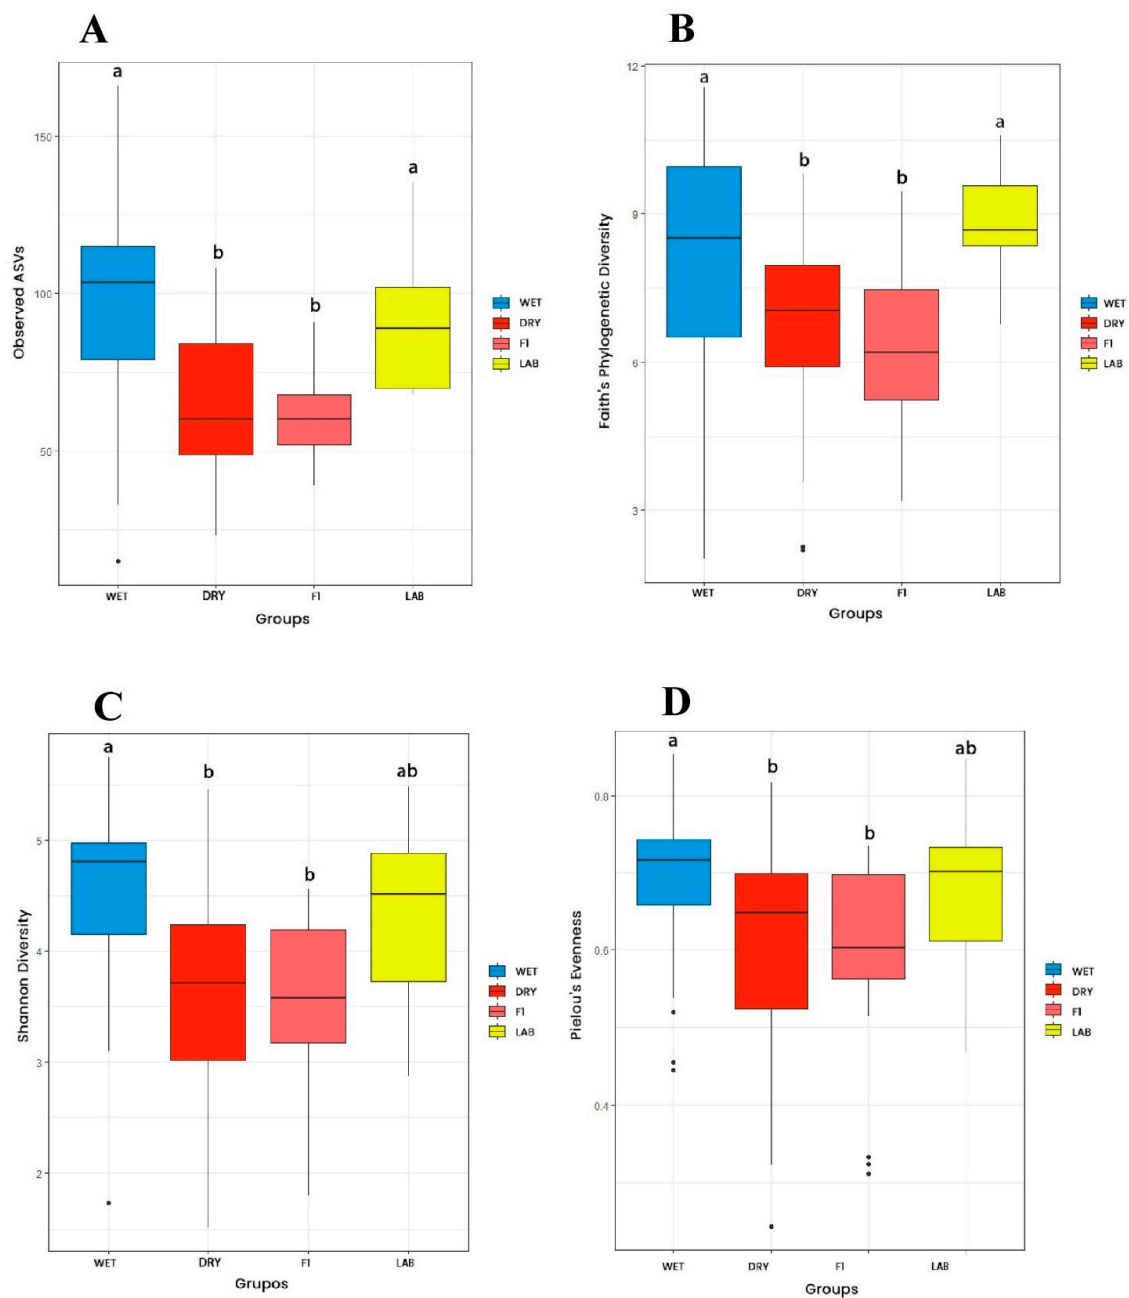 A
a
b
b
a
150
100
50
Observed ASVs
WET
DRY
F1
LAB
Groups
WET
DRY
F1
LAB
B
a
b
b
a
12
9
6
3
Faith's Phylogenetic Diversity
WET
DRY
F1
LAB
Groups
WET
DRY
F1
LAB
C
a
b
b
ab
5
4
3
2
Shannon Diversity
WET
DRY
F1
LAB
Grupos
WET
DRY
F1
LAB
D
a
b
b
ab
0.8
0.6
0.4
Pielou's Evenness
WET
DRY
F1
LAB
Groups
WET
DRY
F1
LAB